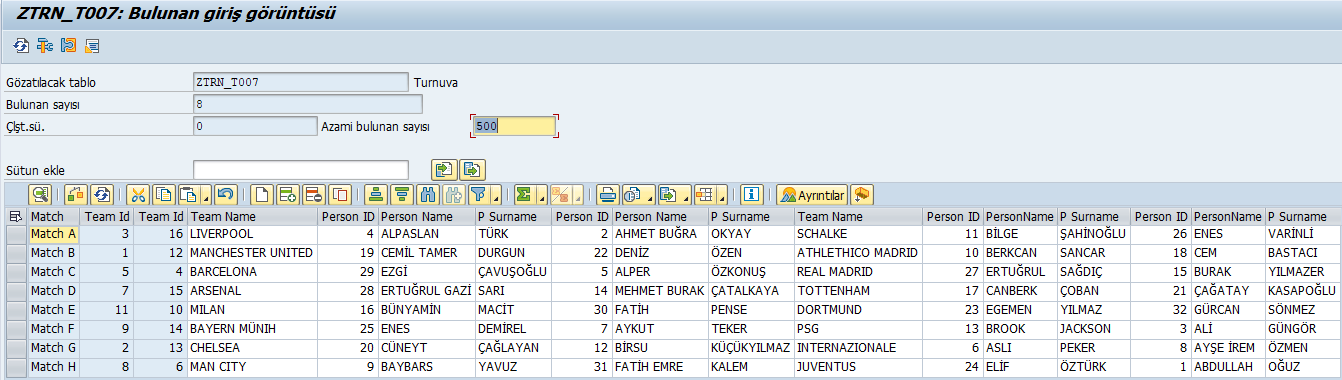 ZTRN_T007: Bulunan giriş görüntüsü
Gözatılacak tablo ZTRN_T007 Turnuva
Bulunan sayısı 8
Çlşt.sü. 0 Azami bulunan sayısı 500
Sütun ekle
Ayrıntılar
Match Team Id Team Id Team Name Person ID Person Name P Surname Person ID Person Name P Surname Team Name Person ID PersonName P Surname Person ID PersonName P Surname
Match A 3 16 LIVERPOOL 4 ALPASLAN TÜRK 2 AHMET BUĞRA OKYAY SCHALKE 11 BİLGE ŞAHİNOĞLU 26 ENES VARİNLİ
Match B 1 12 MANCHESTER UNITED 19 CEMİL TAMER DURGUN 22 DENİZ ÖZEN ATHLETHICO MADRID 10 BERKCAN SANCAR 18 CEM BASTACI
Match C 5 4 BARCELONA 29 EZGİ ÇAVUŞOĞLU 5 ALPER ÖZKONUŞ REAL MADRID 27 ERTUĞRUL SAĞDIÇ 15 BURAK YILMAZER
Match D 7 15 ARSENAL 28 ERTUĞRUL GAZİ SARI 14 MEHMET BURAK ÇATALKAYA TOTTENHAM 17 CANBERK ÇOBAN 21 ÇAĞATAY KASAPOĞLU
Match E 11 10 MILAN 16 BÜNYAMİN MACİT 30 FATİH PENSE DORTMUND 23 EGEMEN YILMAZ 32 GÜRCAN SÖNMEZ
Match F 9 14 BAYERN MÜNIH 25 ENES DEMİREL 7 AYKUT TEKER PSG 13 BROOK JACKSON 3 ALİ GÜNGÖR
Match G 2 13 CHELSEA 20 CÜNEYT ÇAĞLAYAN 12 BİRSU KÜÇÜKYILMAZ INTERNAZIONALE 6 ASLI PEKER 8 AYŞE İREM ÖZMEN
Match H 8 6 MAN CITY 9 BAYBARS YAVUZ 31 FATİH EMRE KALEM JUVENTUS 24 ELİF ÖZTÜRK 1 ABDULLAH OĞUZ